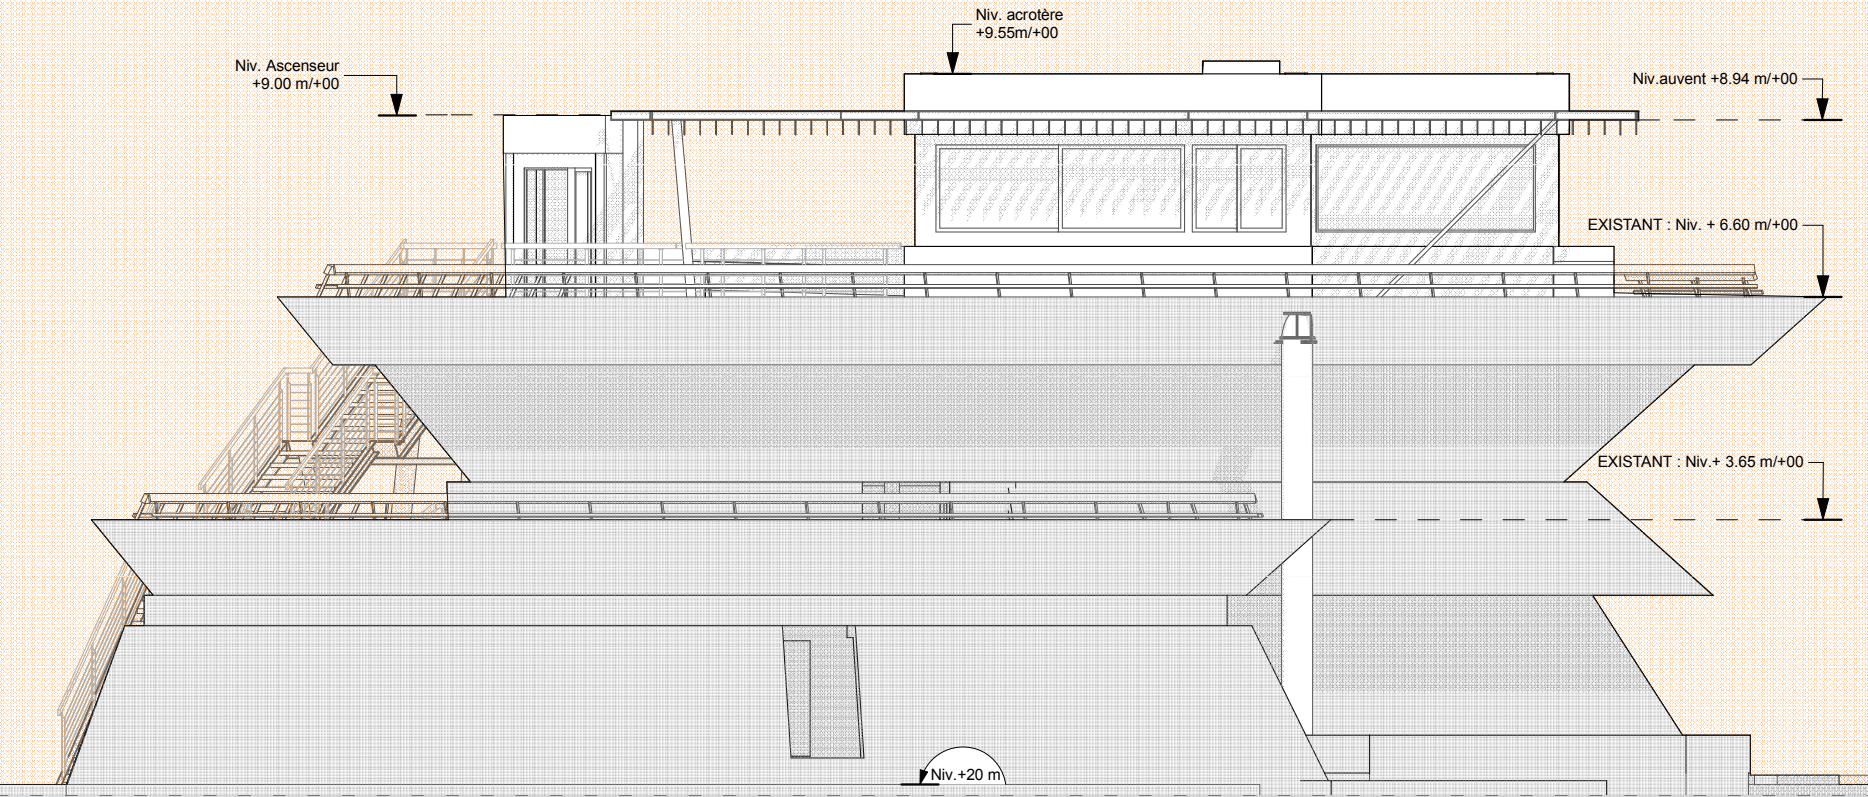 Niv. acrotère
+9.55m/+00
Niv. Ascenseur
+9.00 m/+00
Niv.auvent +8.94 m/+00
EXISTANT : Niv. + 6.60 m/+00
EXISTANT : Niv.+ 3.65 m/+00
Niv.+20 m